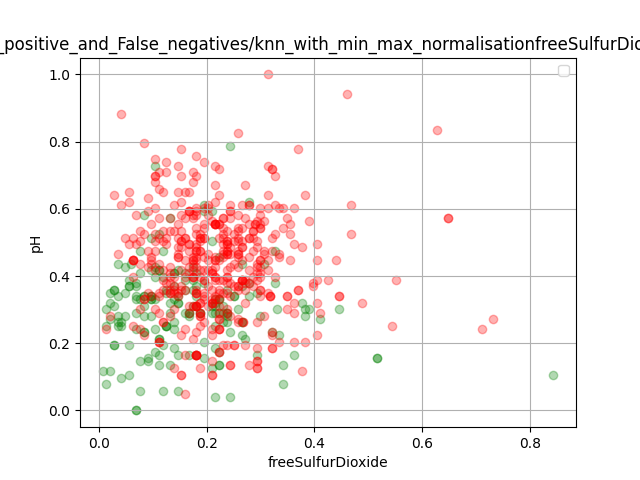 _positive_and_False_negatives/knn_with_min_max_normalisationfreeSulfurDio
1.0
0.8
0.6
0.4
0.2
0.0
pH
0.0 0.2 0.4 0.6 0.8
freeSulfurDioxide